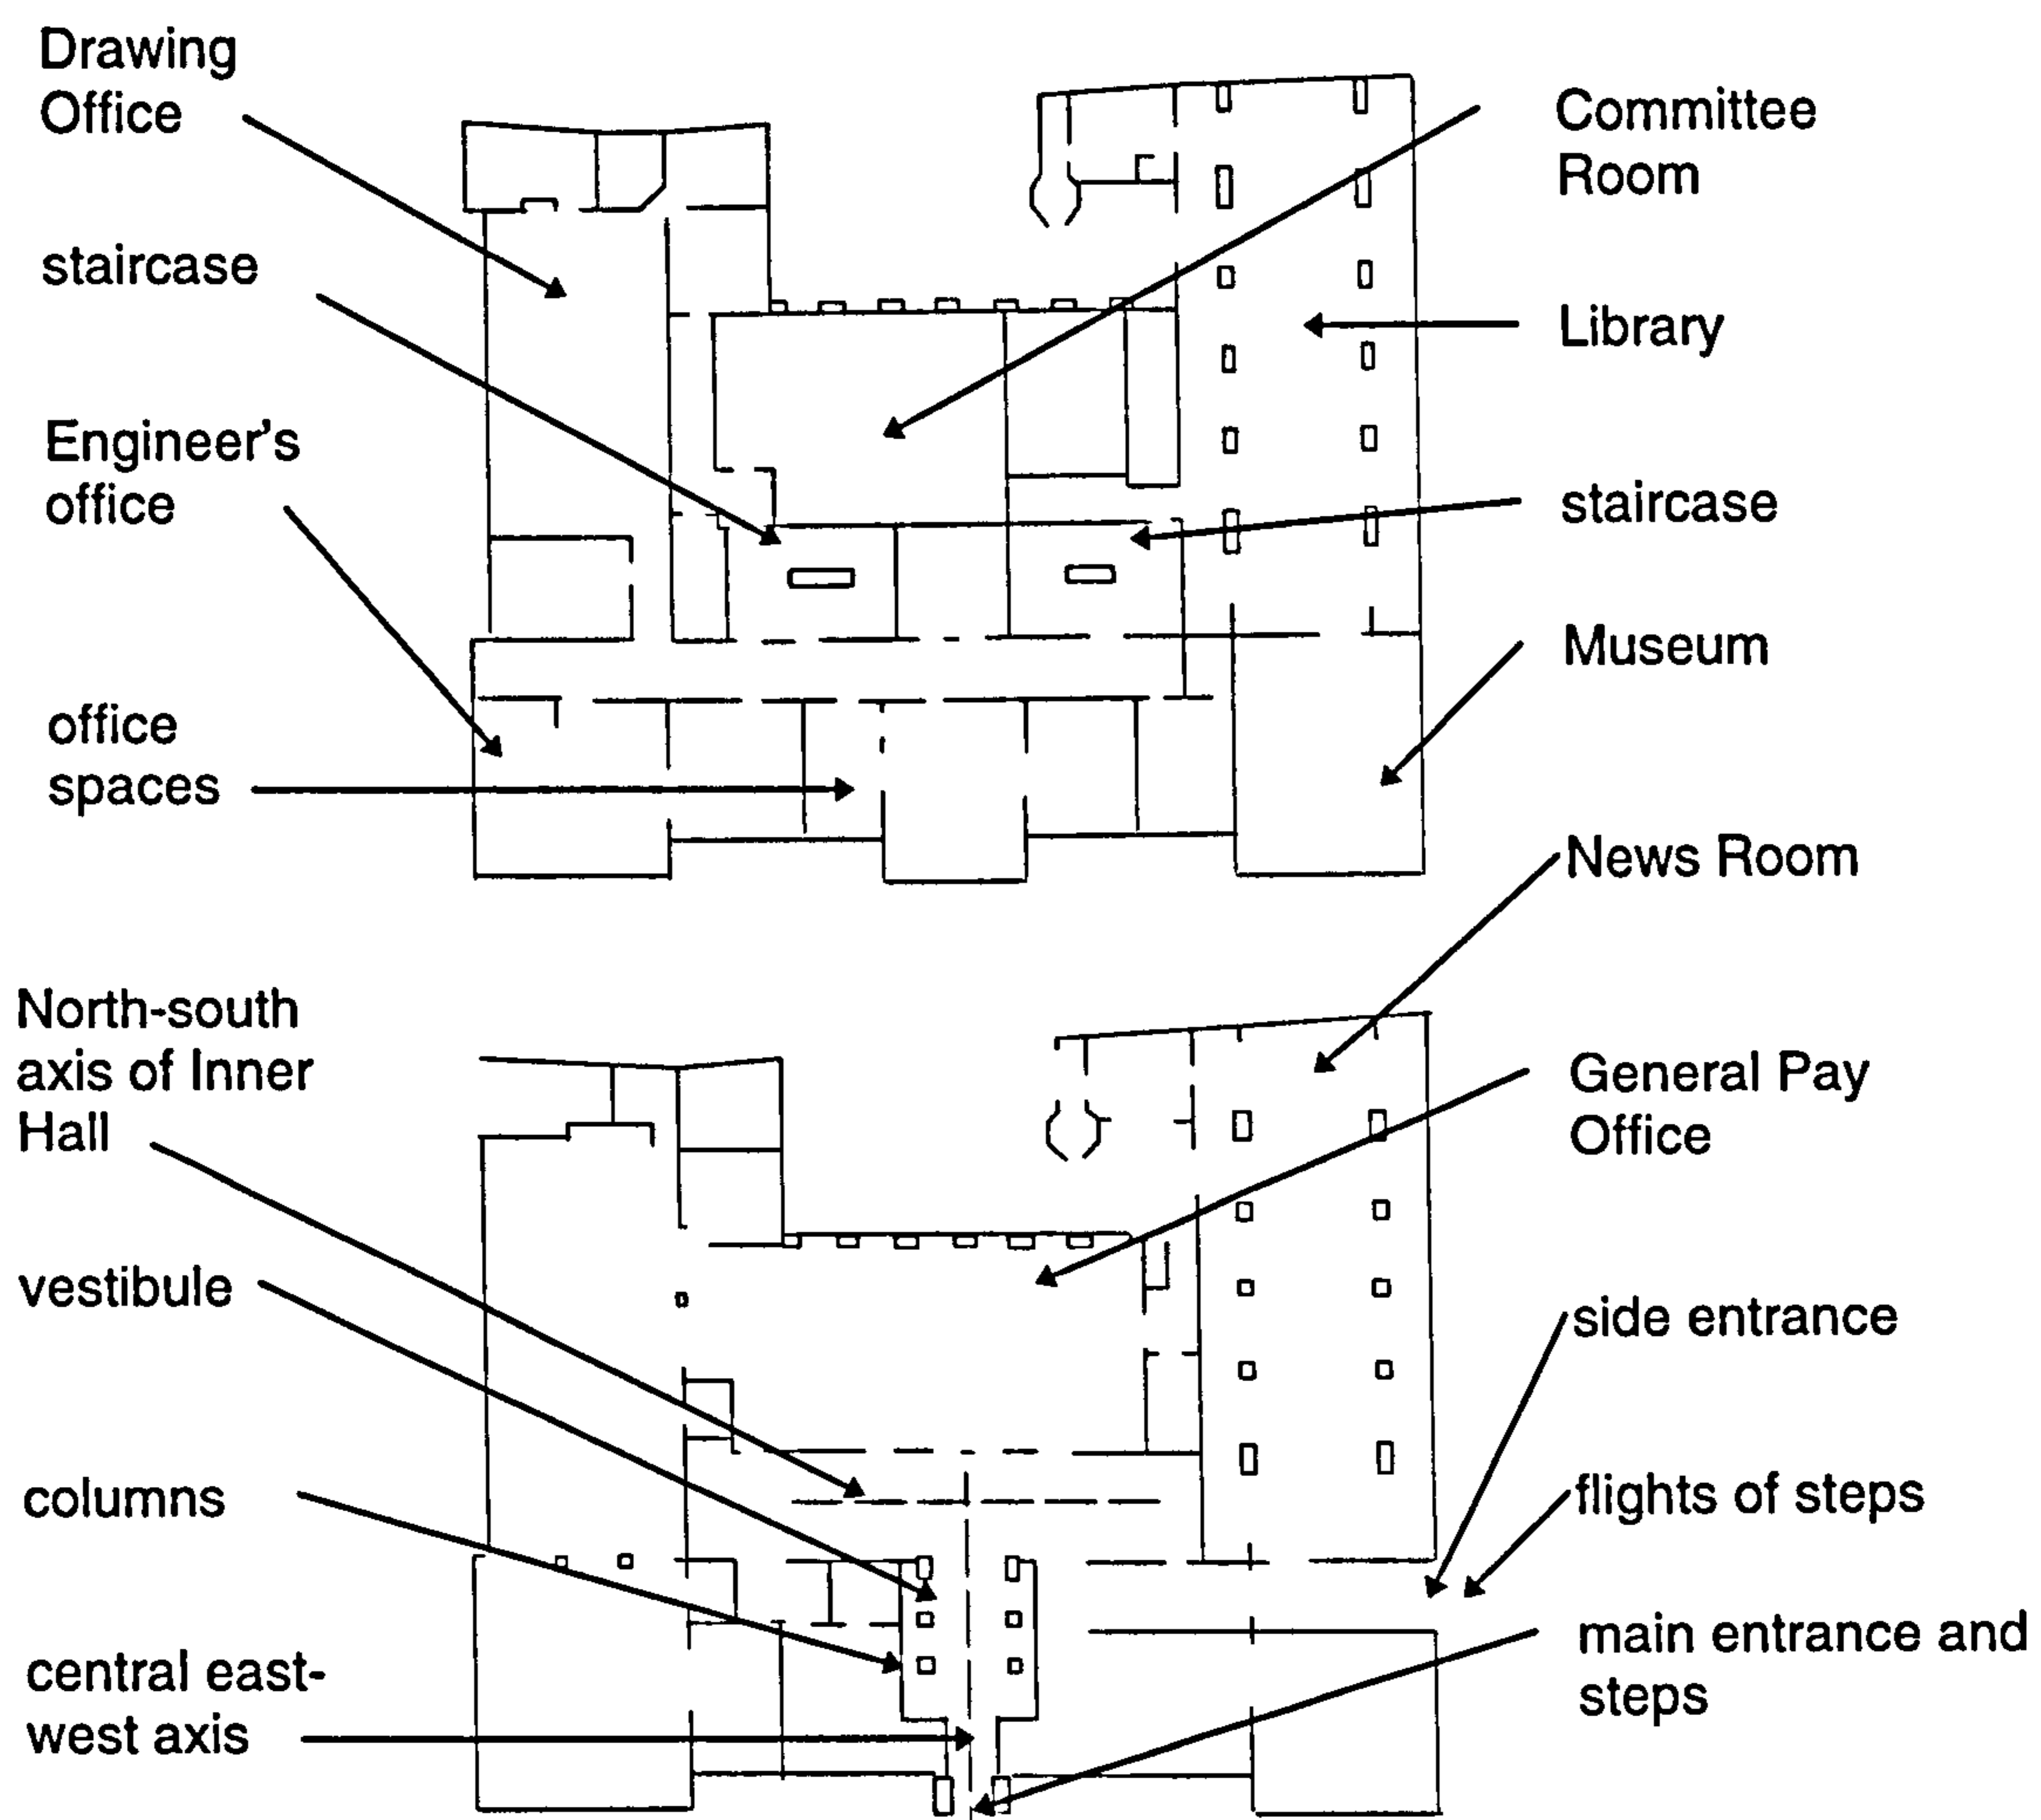 Drawing
Office
staircase
Engineer's
office
office
spaces
Committee
Room
Library
staircase
Museum
News Room
North-south
axis of Inner
Hall
vestibule
columns
central east-
west axis
General Pay
Office
side entrance
flights of steps
main entrance and
steps